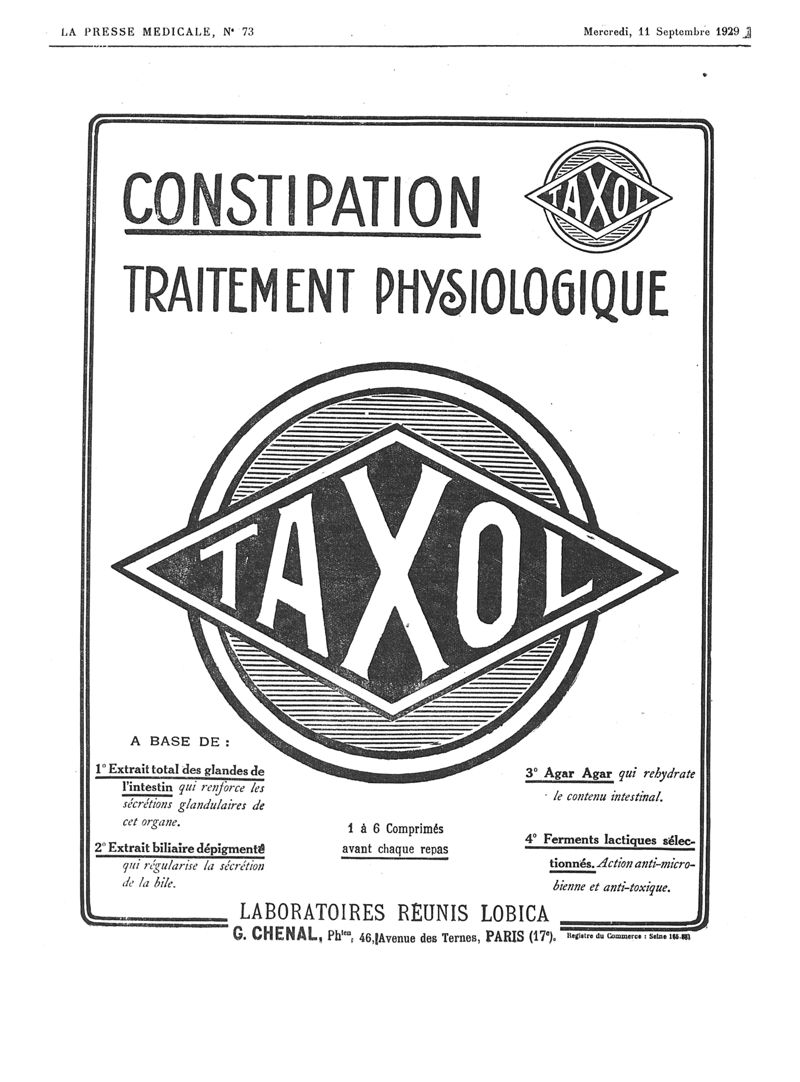 LA PRESSE MEDICALE, N° 73
Mercredi, 11 Septembre 1929
CONSTIPATION
TAXOL
TRAITEMENT PHYSIOLOGIQUE
TAXOL
A BASE DE :
1° Extrait total des glandes de
l'intestin qui renforce les
sécrétions glandulaires de
cet organe.
2° Extrait biliaire dépigmenté
qui régularise la sécrétion
de la bile.
1 à 6 Comprimés
avant chaque repas
3° Agar Agar qui rehydrate
le contenu intestinal.
4° Ferments lactiques sélec-
tionnés. Action anti-micro-
bienne et anti-toxique.
LABORATOIRES RÉUNIS LOBICA
G. CHENAL, Phien, 46, Avenue des Ternes, PARIS (17e).
Registre du Commerce : Seine